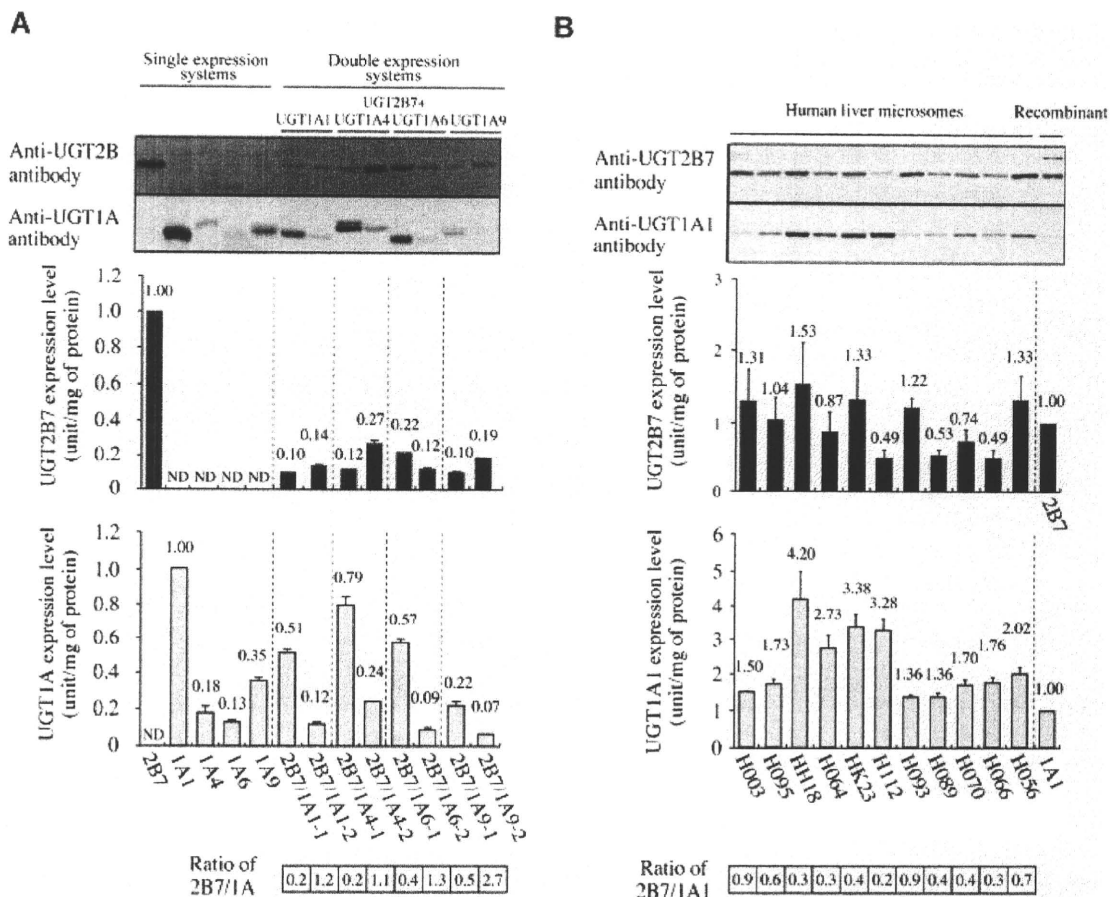 A
Single expression systems
Double expression systems
UGT2B7+
UGT1A1 UGT1A4 UGT1A6 UGT1A9
Anti-UGT2B antibody
Anti-UGT1A antibody
UGT2B7 expression level (unit/mg of protein)
1.2
1.0
0.8
0.6
0.4
0.2
0
1.00
ND ND ND ND
0.10
0.14
0.12
0.27
0.22
0.12
0.10
0.19
UGT1A expression level (unit/mg of protein)
1.2
1.0
0.8
0.6
0.4
0.2
0
ND
1.00
0.18
0.13
0.35
0.51
0.12
0.79
0.24
0.57
0.09
0.22
0.07
2B7
1A1
1A4
1A6
1A9
2B7/1A1-1
2B7/1A1-2
2B7/1A4-1
2B7/1A4-2
2B7/1A6-1
2B7/1A6-2
2B7/1A9-1
2B7/1A9-2
Ratio of 2B7/1A
0.2 1.2 0.2 1.1 0.4 1.3 0.5 2.7
B
Human liver microsomes
Recombinant
Anti-UGT2B7 antibody
Anti-UGT1A1 antibody
UGT2B7 expression level (unit/mg of protein)
3
2
1
0
1.31
1.04
1.53
0.87
1.33
0.49
1.22
0.53
0.74
0.49
1.33
1.00
2B7
UGT1A1 expression level (unit/mg of protein)
6
5
4
3
2
1
0
1.50
1.73
4.20
2.73
3.38
3.28
1.36
1.36
1.70
1.76
2.02
1.00
H003
H095
HH18
H064
HK23
H112
H093
H089
H070
H066
H056
1A1
Ratio of 2B7/1A1
0.9 0.6 0.3 0.3 0.4 0.2 0.9 0.4 0.4 0.3 0.7